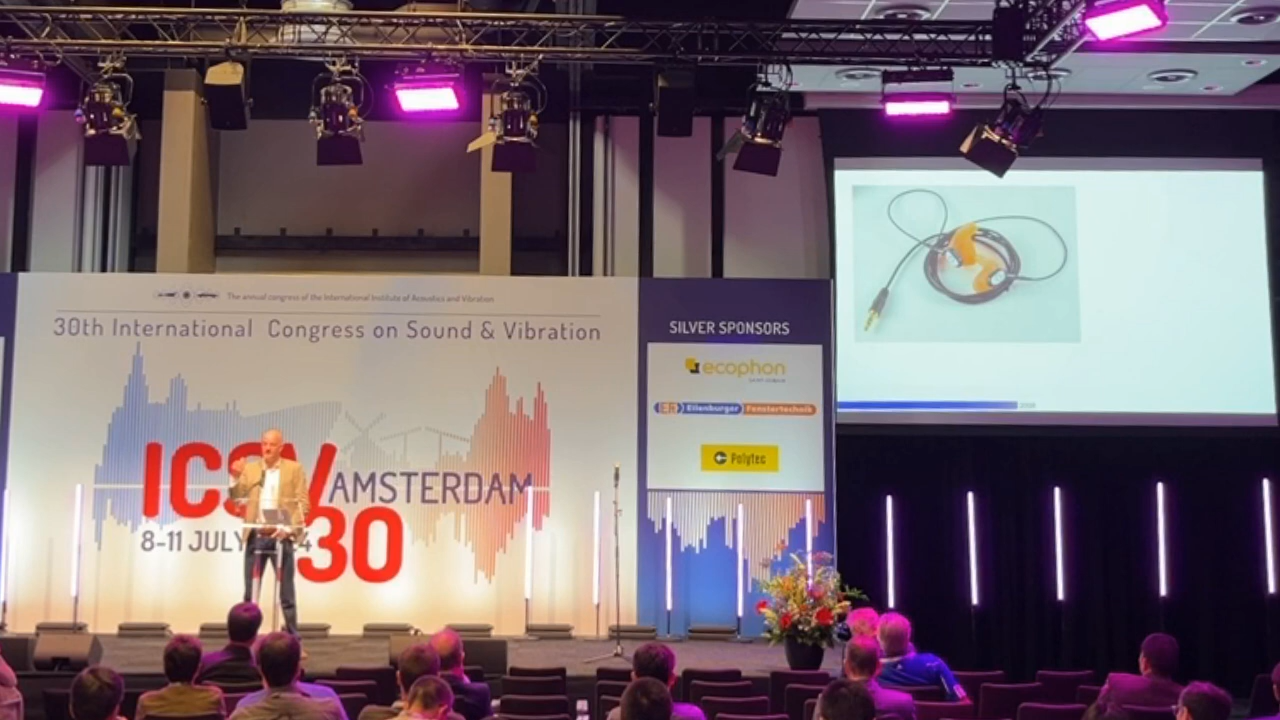 The annual congress of the International Institute of Acoustics and Vibration
30th International Congress on Sound & Vibration
ICSV AMSTERDAM
30
8-11 JULY
SILVER SPONSORS
ecophon
Eilenburger Fenstertechnik
Polytec